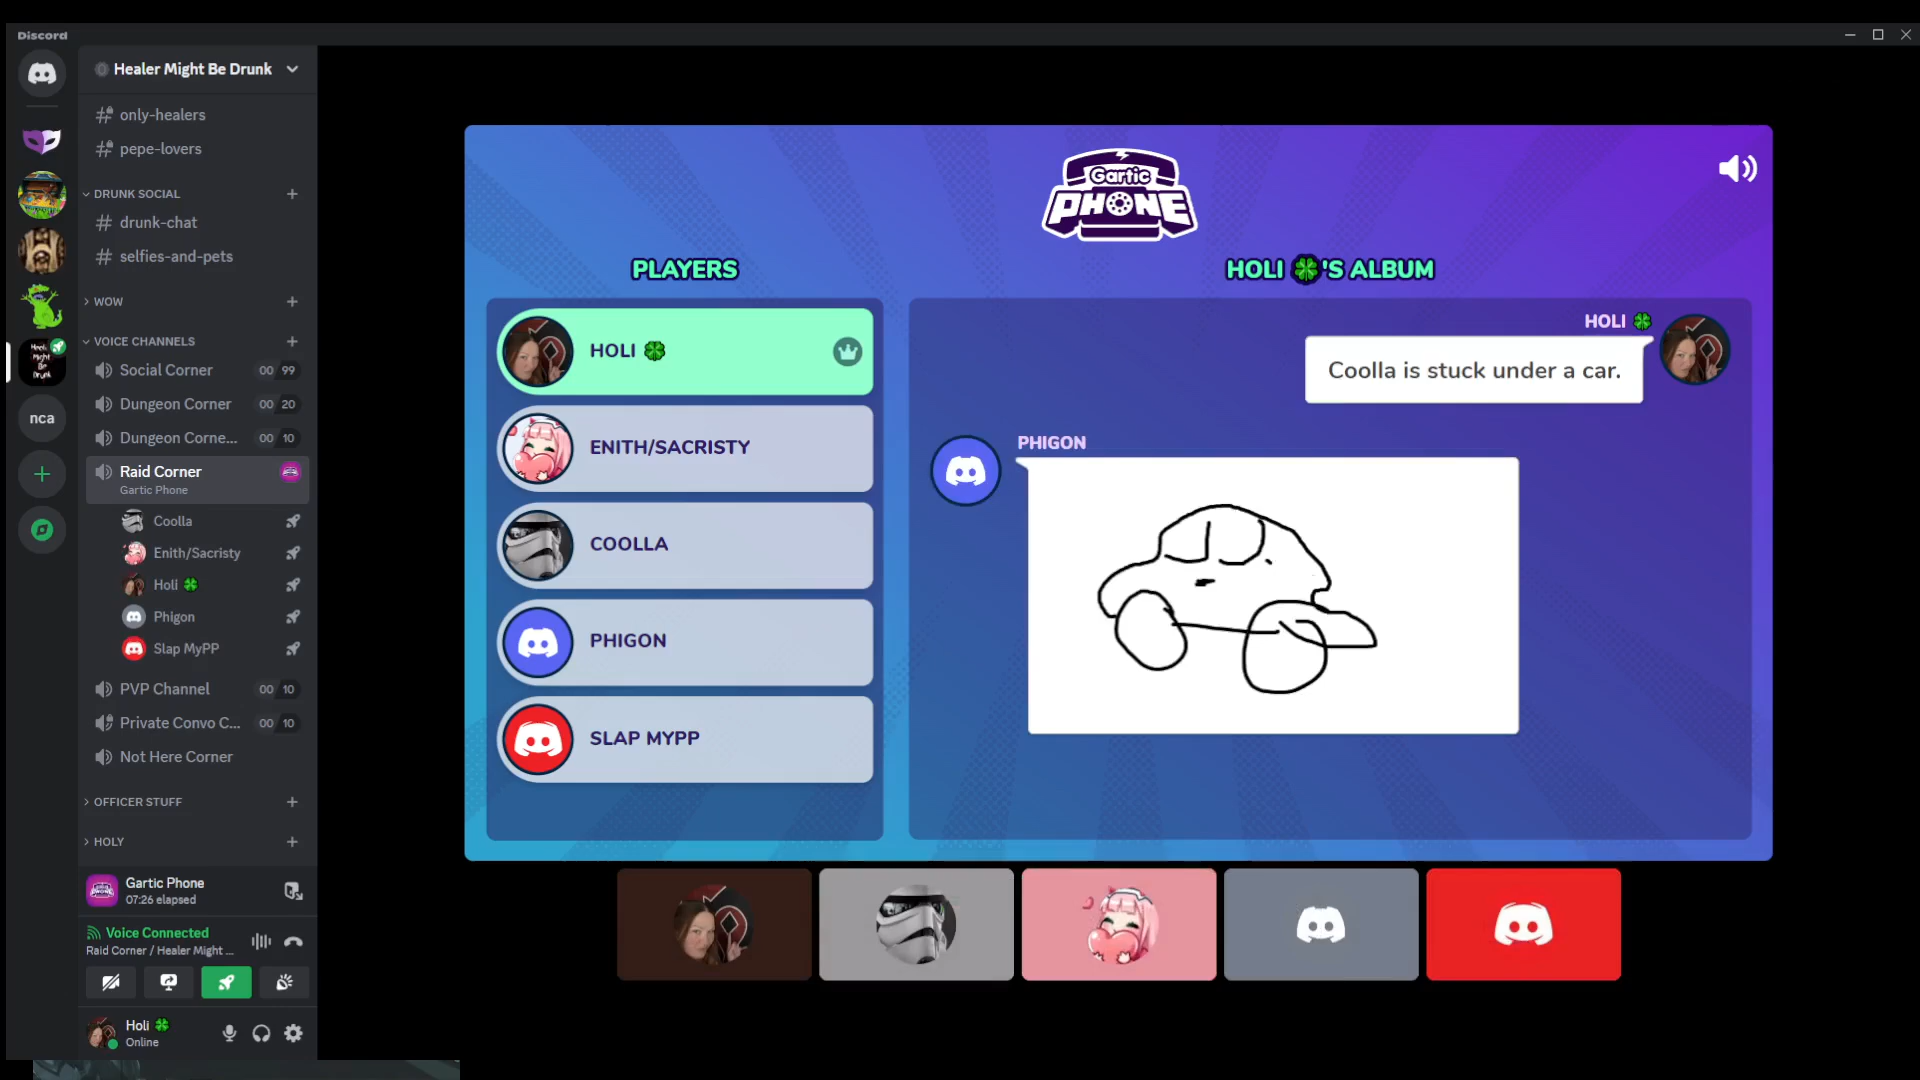 Discord
Healer Might Be Drunk
only-healers
pepe-lovers
DRUNK SOCIAL
drunk-chat
selfies-and-pets
WOW
VOICE CHANNELS
Social Corner 00 99
Dungeon Corner 00 20
Dungeon Corne... 00 10
Raid Corner
Gartic Phone
Coolla
Enith/Sacristy
Holi 🍀
Phigon
Slap MyPP
PVP Channel 00 10
Private Convo C... 00 10
Not Here Corner
OFFICER STUFF
HOLY
nca
Gartic Phone
07:26 elapsed
Voice Connected
Raid Corner / Healer Might ...
Holi 🍀
Online
Gartic
PHONE
PLAYERS
HOLI 🍀
ENITH/SACRISTY
COOLLA
PHIGON
SLAP MYPP
HOLI 🍀'S ALBUM
HOLI 🍀
Coolla is stuck under a car.
PHIGON